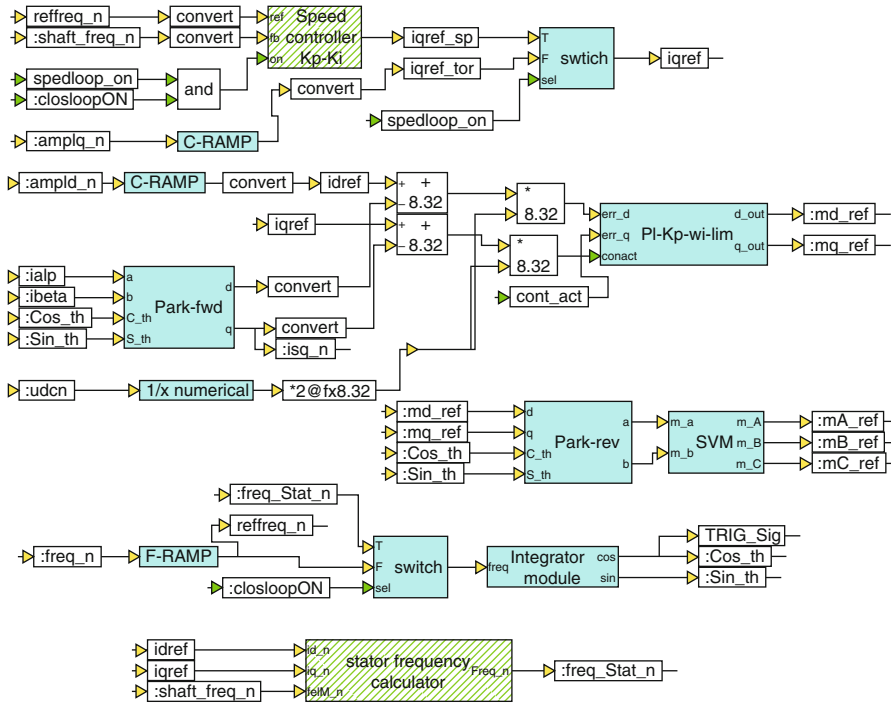 reffreq_n
convert
ref
Speed
:shaft_freq_n
convert
fb
controller
iqref_sp
T
on
Kp-Ki
swtich
iqref
iqref_tor
F
spedloop_on
and
convert
sel
:closloopON
spedloop_on
:amplq_n
C-RAMP
:ampld_n
C-RAMP
convert
idref
+
+
−
8.32
*
8.32
iqref
+
+
−
8.32
*
8.32
err_d
d_out
:md_ref
err_q
PI-Kp-wi-lim
q_out
:mq_ref
conact
cont_act
:ialp
a
:ibeta
b
Park-fwd
d
convert
:Cos_th
C_th
q
convert
:Sin_th
S_th
:isq_n
:udcn
1/x numerical
*2@fx8.32
:md_ref
d
a
m_a
m_A
:mA_ref
:mq_ref
q
Park-rev
SVM
m_B
:mB_ref
:Cos_th
C_th
b
m_b
m_C
:mC_ref
:Sin_th
S_th
:freq_Stat_n
reffreq_n
T
TRIG_Sig
:freq_n
F-RAMP
F
switch
freq
Integrator
module
cos
:Cos_th
:closloopON
sel
sin
:Sin_th
idref
id_n
stator frequency
iqref
iq_n
calculator
Freq_n
:freq_Stat_n
:shaft_freq_n
felM_n